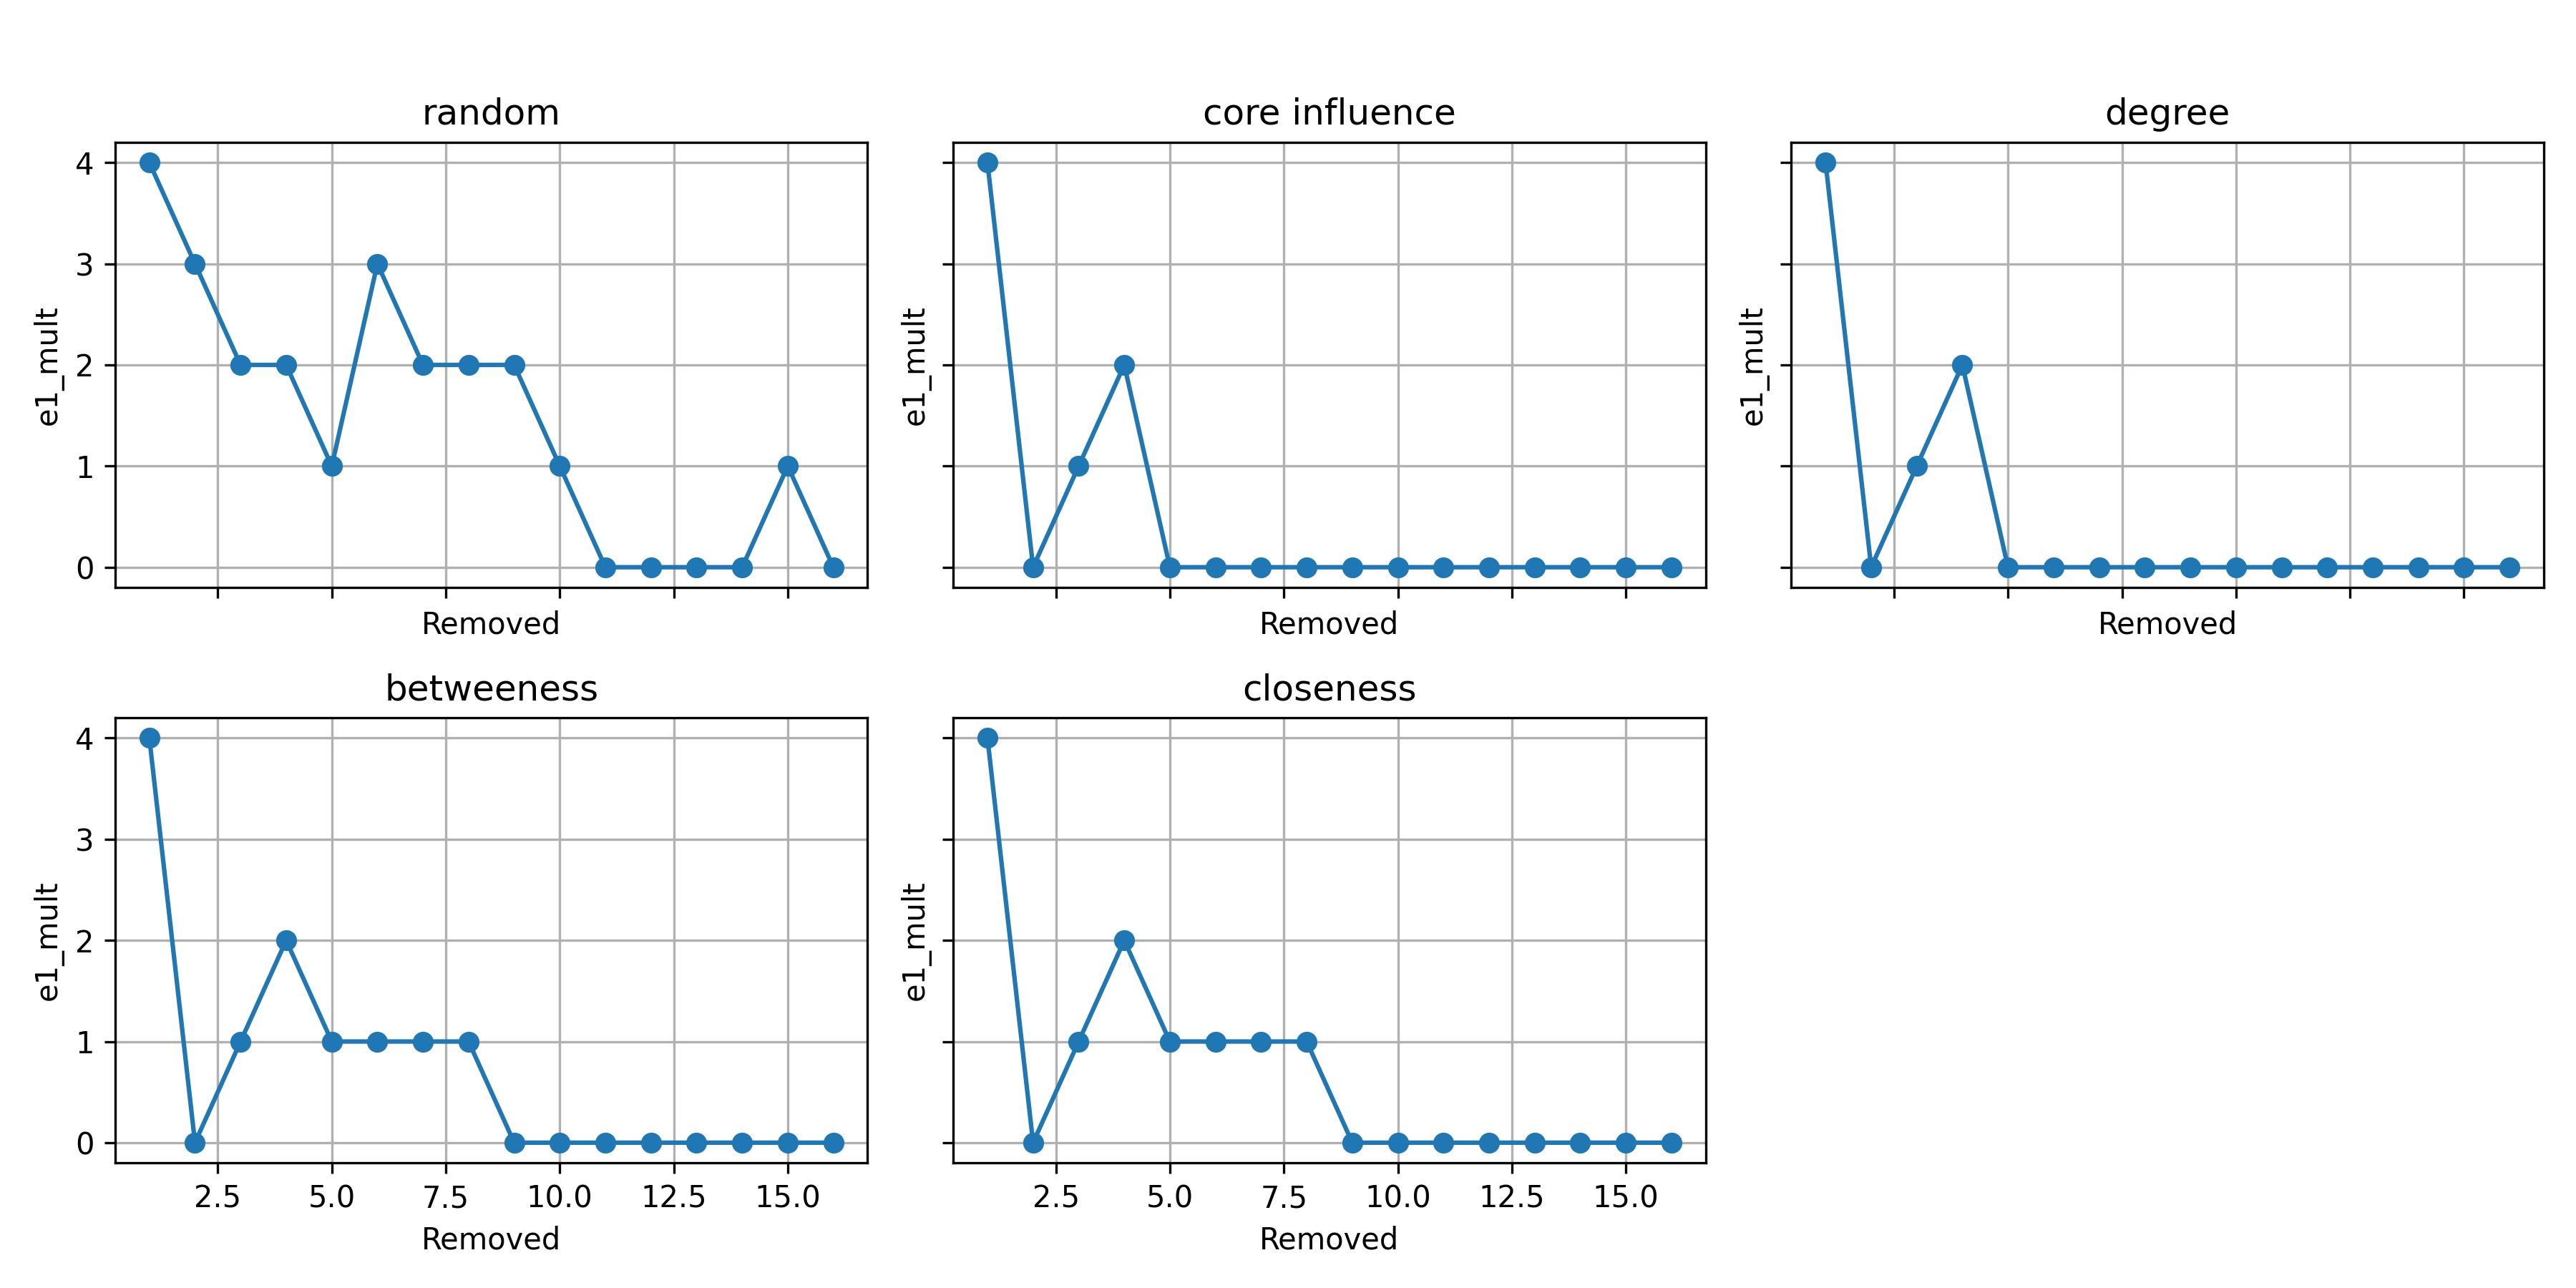 random
4
3
2
1
0
e1_mult
Removed
core influence
e1_mult
Removed
degree
e1_mult
Removed
betweeness
4
3
2
1
0
e1_mult
2.5 5.0 7.5 10.0 12.5 15.0
Removed
closeness
e1_mult
2.5 5.0 7.5 10.0 12.5 15.0
Removed